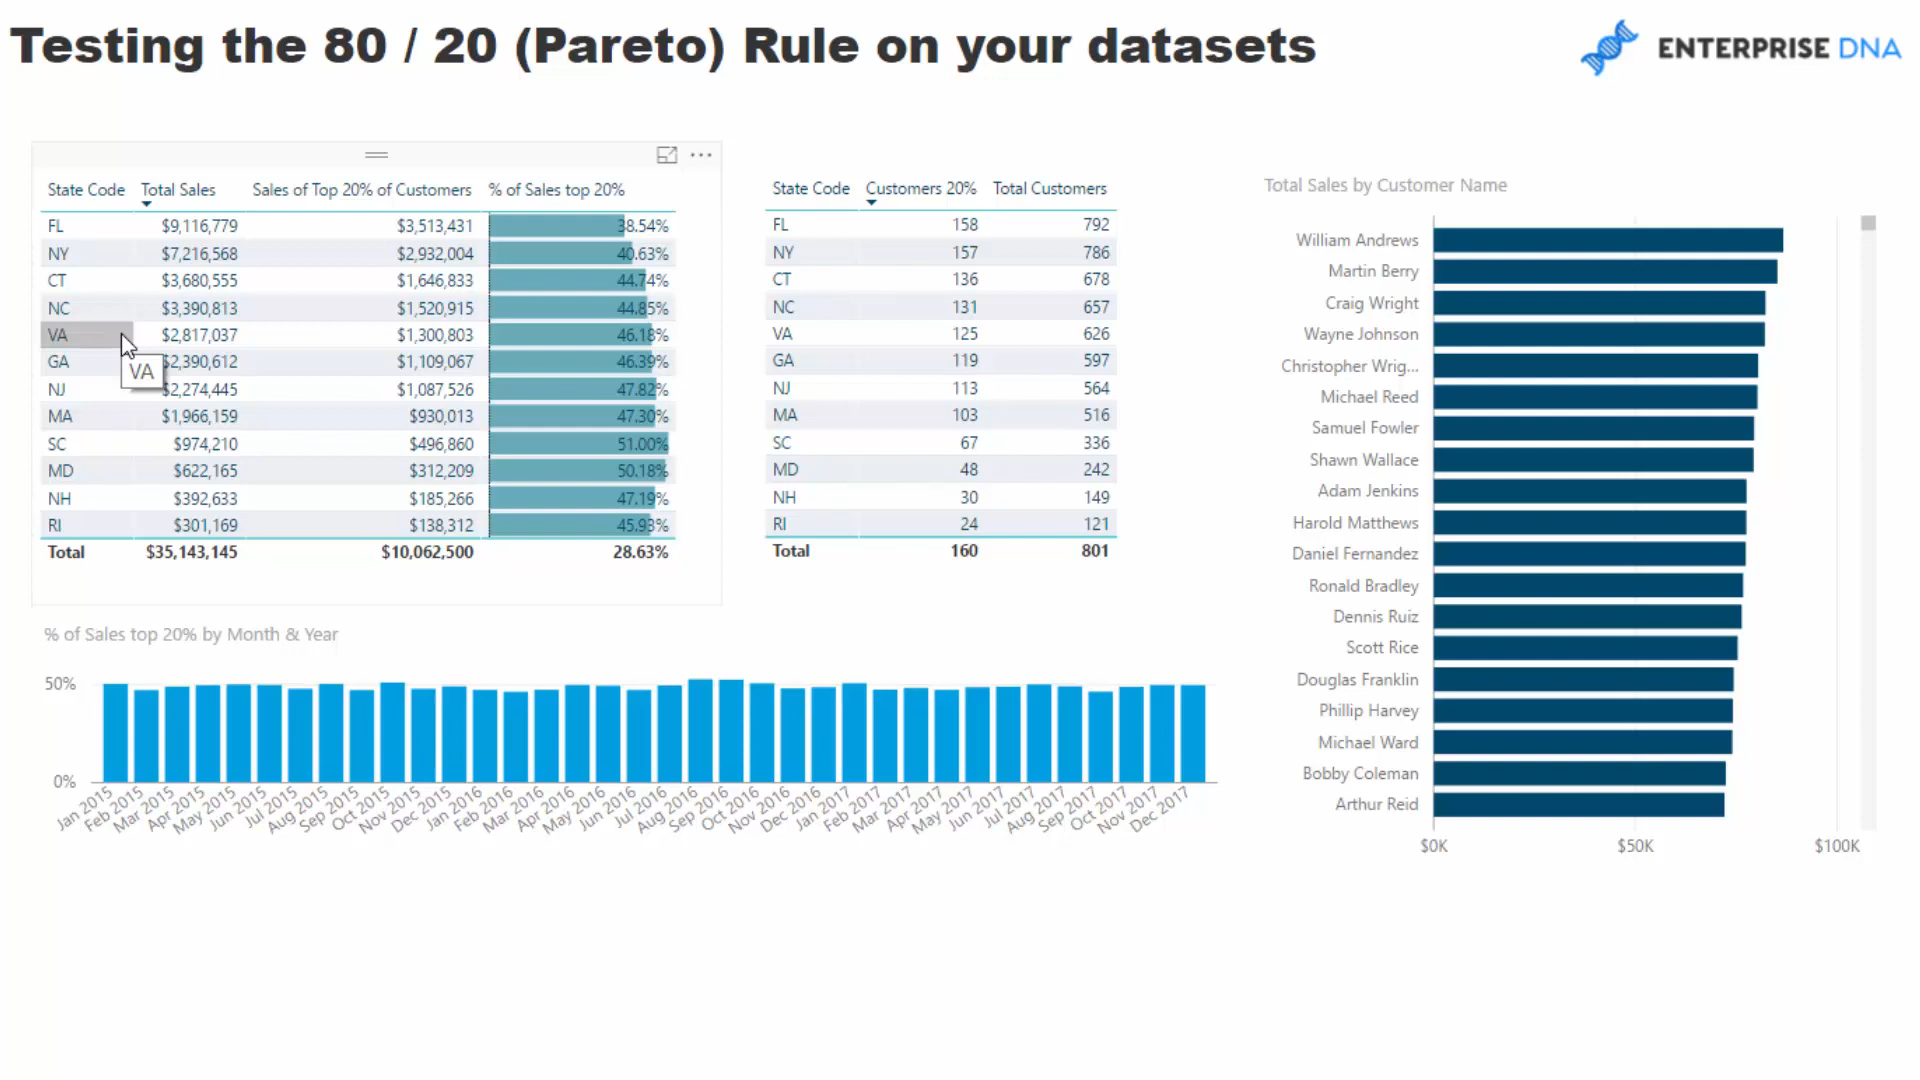 Testing the 80 / 20 (Pareto) Rule on your datasets
ENTERPRISE DNA
State Code Total Sales Sales of Top 20% of Customers % of Sales top 20%
FL $9,116,779 $3,513,431 38.54%
NY $7,216,568 $2,932,004 40.63%
CT $3,680,555 $1,646,833 44.74%
NC $3,390,813 $1,520,915 44.85%
VA $2,817,037 $1,300,803 46.18%
GA $2,390,612 $1,109,067 46.39%
VA
NJ $2,274,445 $1,087,526 47.82%
MA $1,966,159 $930,013 47.30%
SC $974,210 $496,860 51.00%
MD $622,165 $312,209 50.18%
NH $392,633 $185,266 47.19%
RI $301,169 $138,312 45.93%
Total $35,143,145 $10,062,500 28.63%
State Code Customers 20% Total Customers
FL 158 792
NY 157 786
CT 136 678
NC 131 657
VA 125 626
GA 119 597
NJ 113 564
MA 103 516
SC 67 336
MD 48 242
NH 30 149
RI 24 121
Total 160 801
Total Sales by Customer Name
William Andrews
Martin Berry
Craig Wright
Wayne Johnson
Christopher Wrig...
Michael Reed
Samuel Fowler
Shawn Wallace
Adam Jenkins
Harold Matthews
Daniel Fernandez
Ronald Bradley
Dennis Ruiz
Scott Rice
Douglas Franklin
Phillip Harvey
Michael Ward
Bobby Coleman
Arthur Reid
$0K $50K $100K
% of Sales top 20% by Month & Year
50%
0%
Jan 2015 Feb 2015 Mar 2015 Apr 2015 May 2015 Jun 2015 Jul 2015 Aug 2015 Sep 2015 Oct 2015 Nov 2015 Dec 2015 Jan 2016 Feb 2016 Mar 2016 Apr 2016 May 2016 Jun 2016 Jul 2016 Aug 2016 Sep 2016 Oct 2016 Nov 2016 Dec 2016 Jan 2017 Feb 2017 Mar 2017 Apr 2017 May 2017 Jun 2017 Jul 2017 Aug 2017 Sep 2017 Oct 2017 Nov 2017 Dec 2017